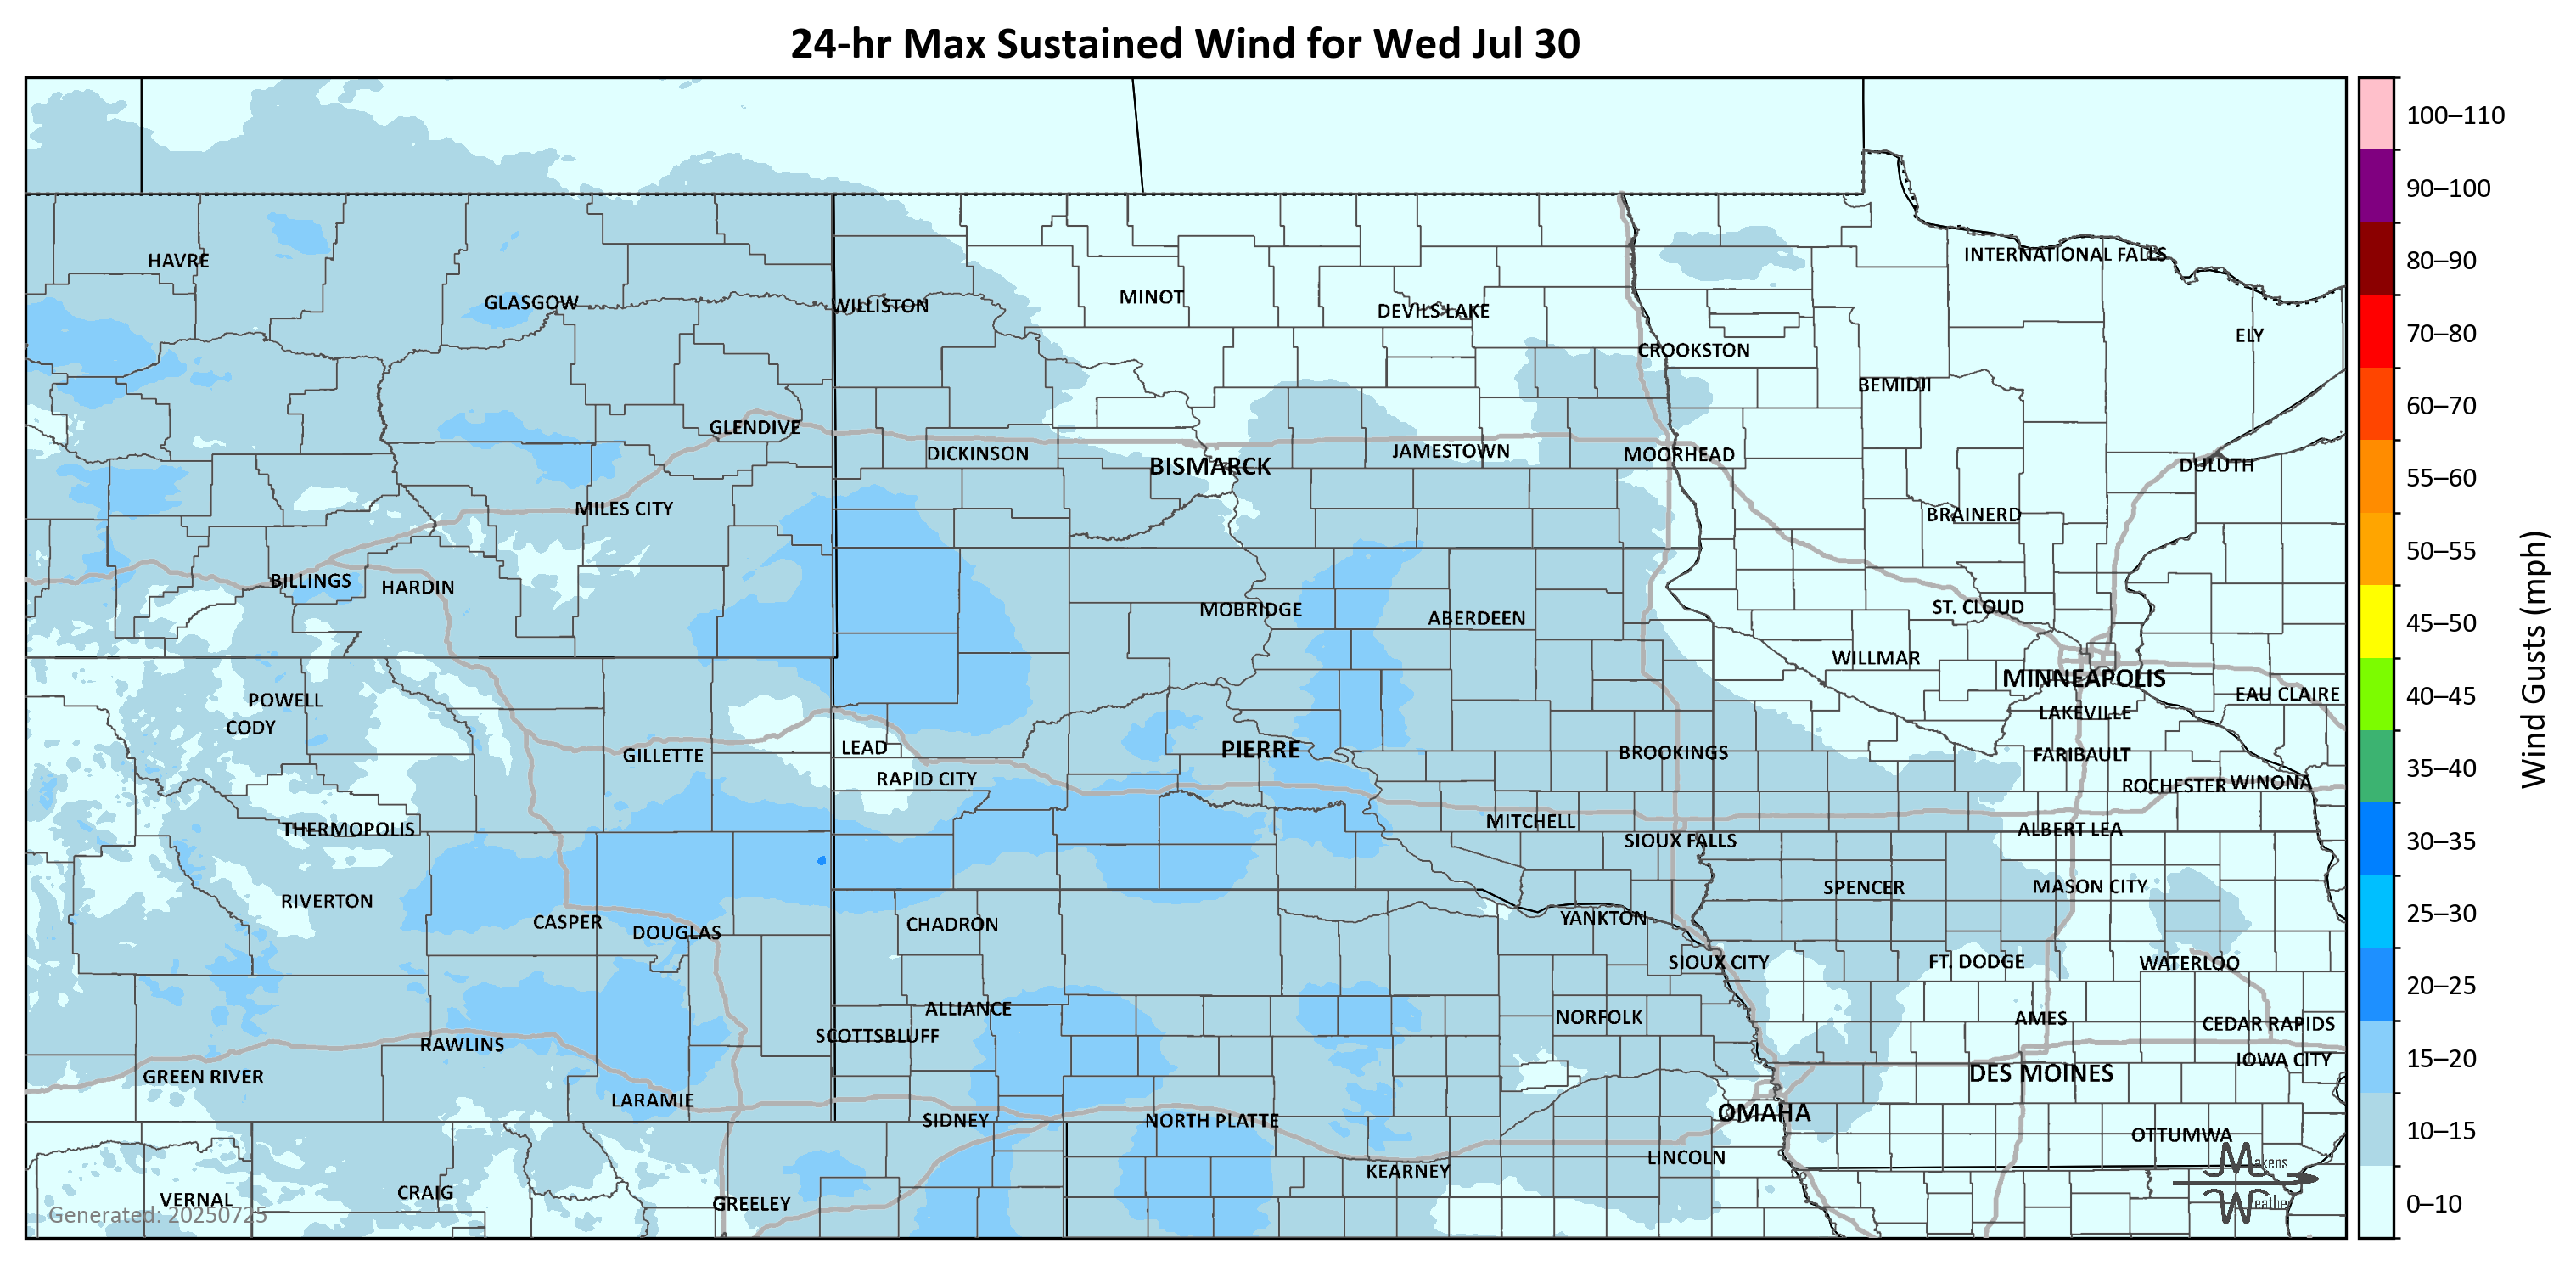 24-hr Max Sustained Wind for Wed Jul 30
100–110
90–100
80–90
70–80
60–70
55–60
50–55
45–50
40–45
35–40
30–35
25–30
20–25
15–20
10–15
0–10
Wind Gusts (mph)
HAVRE
GLASGOW
WILLISTON
MINOT
DEVILS LAKE
INTERNATIONAL FALLS
ELY
CROOKSTON
BEMIDJI
GLENDIVE
DICKINSON
BISMARCK
JAMESTOWN
MOORHEAD
DULUTH
MILES CITY
BRAINERD
BILLINGS
HARDIN
MOBRIDGE
ABERDEEN
ST. CLOUD
WILLMAR
MINNEAPOLIS
EAU CLAIRE
POWELL
CODY
LAKEVILLE
GILLETTE
LEAD
PIERRE
BROOKINGS
FARIBAULT
RAPID CITY
ROCHESTER
WINONA
THERMOPOLIS
MITCHELL
ALBERT LEA
SIOUX FALLS
RIVERTON
SPENCER
MASON CITY
CASPER
DOUGLAS
CHADRON
YANKTON
SIOUX CITY
FT. DODGE
WATERLOO
ALLIANCE
NORFOLK
AMES
CEDAR RAPIDS
SCOTTSBLUFF
RAWLINS
IOWA CITY
GREEN RIVER
DES MOINES
LARAMIE
SIDNEY
NORTH PLATTE
OMAHA
OTTUMWA
LINCOLN
KEARNEY
VERNAL
CRAIG
GREELEY
Generated: 20250725
Makens
Weather